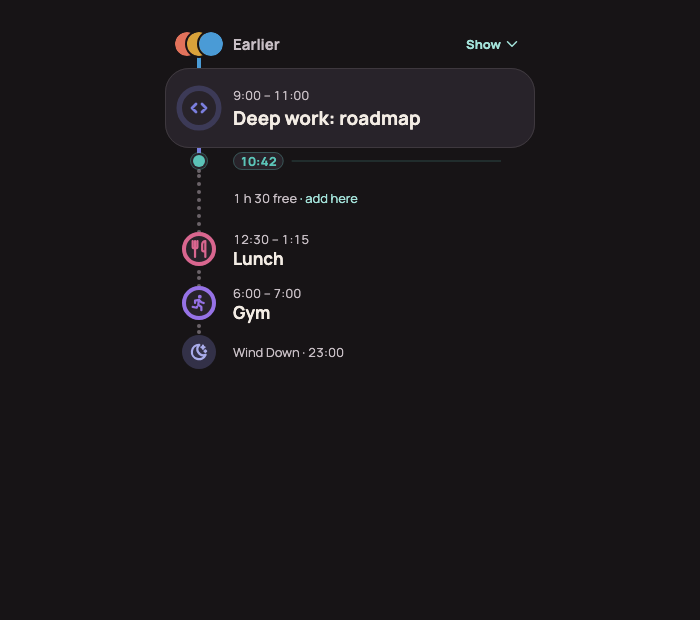 Earlier
Show
9:00 – 11:00
Deep work: roadmap
10:42
1 h 30 free · add here
12:30 – 1:15
Lunch
6:00 – 7:00
Gym
Wind Down · 23:00